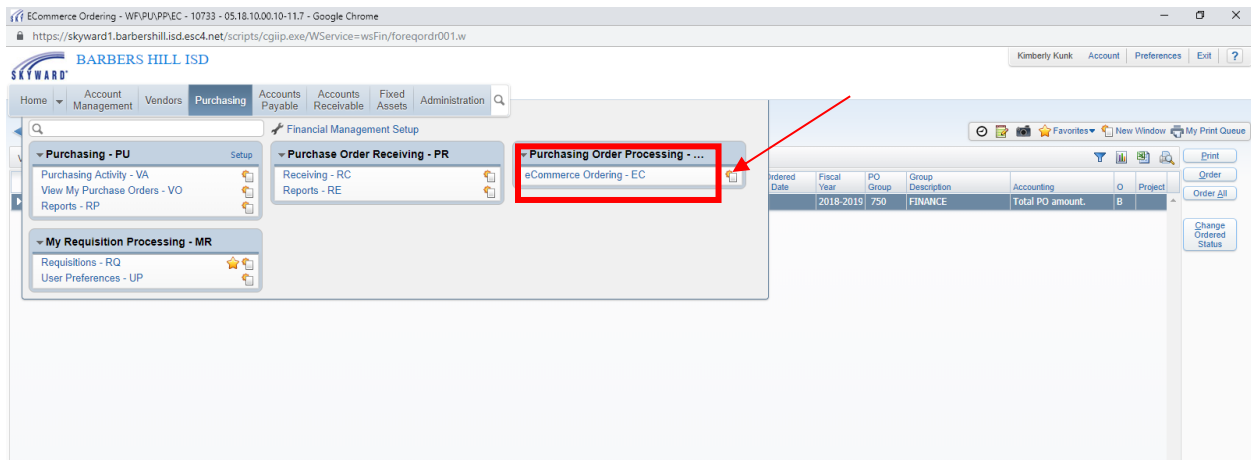 ECommerce Ordering - WF\PU\PP\EC - 10733 - 05.18.10.00.10-11.7 - Google Chrome
https://skyward1.barbershill.isd.esc4.net/scripts/cgiip.exe/WService=wsFin/foreqordr001.w
SKYWARD
BARBERS HILL ISD
Kimberly Kunk Account Preferences Exit ?
Home Account Management Vendors Purchasing Accounts Payable Accounts Receivable Fixed Assets Administration
Financial Management Setup
Favorites New Window My Print Queue
Purchasing - PU Setup
Purchasing Activity - VA
View My Purchase Orders - VO
Reports - RP
My Requisition Processing - MR
Requisitions - RQ
User Preferences - UP
Purchase Order Receiving - PR
Receiving - RC
Reports - RE
Purchasing Order Processing - ...
eCommerce Ordering - EC
Date Fiscal Year PO Group Group Description Accounting O Project
2018-2019 750 FINANCE Total PO amount. B
Print
Order
Order All
Change Ordered Status